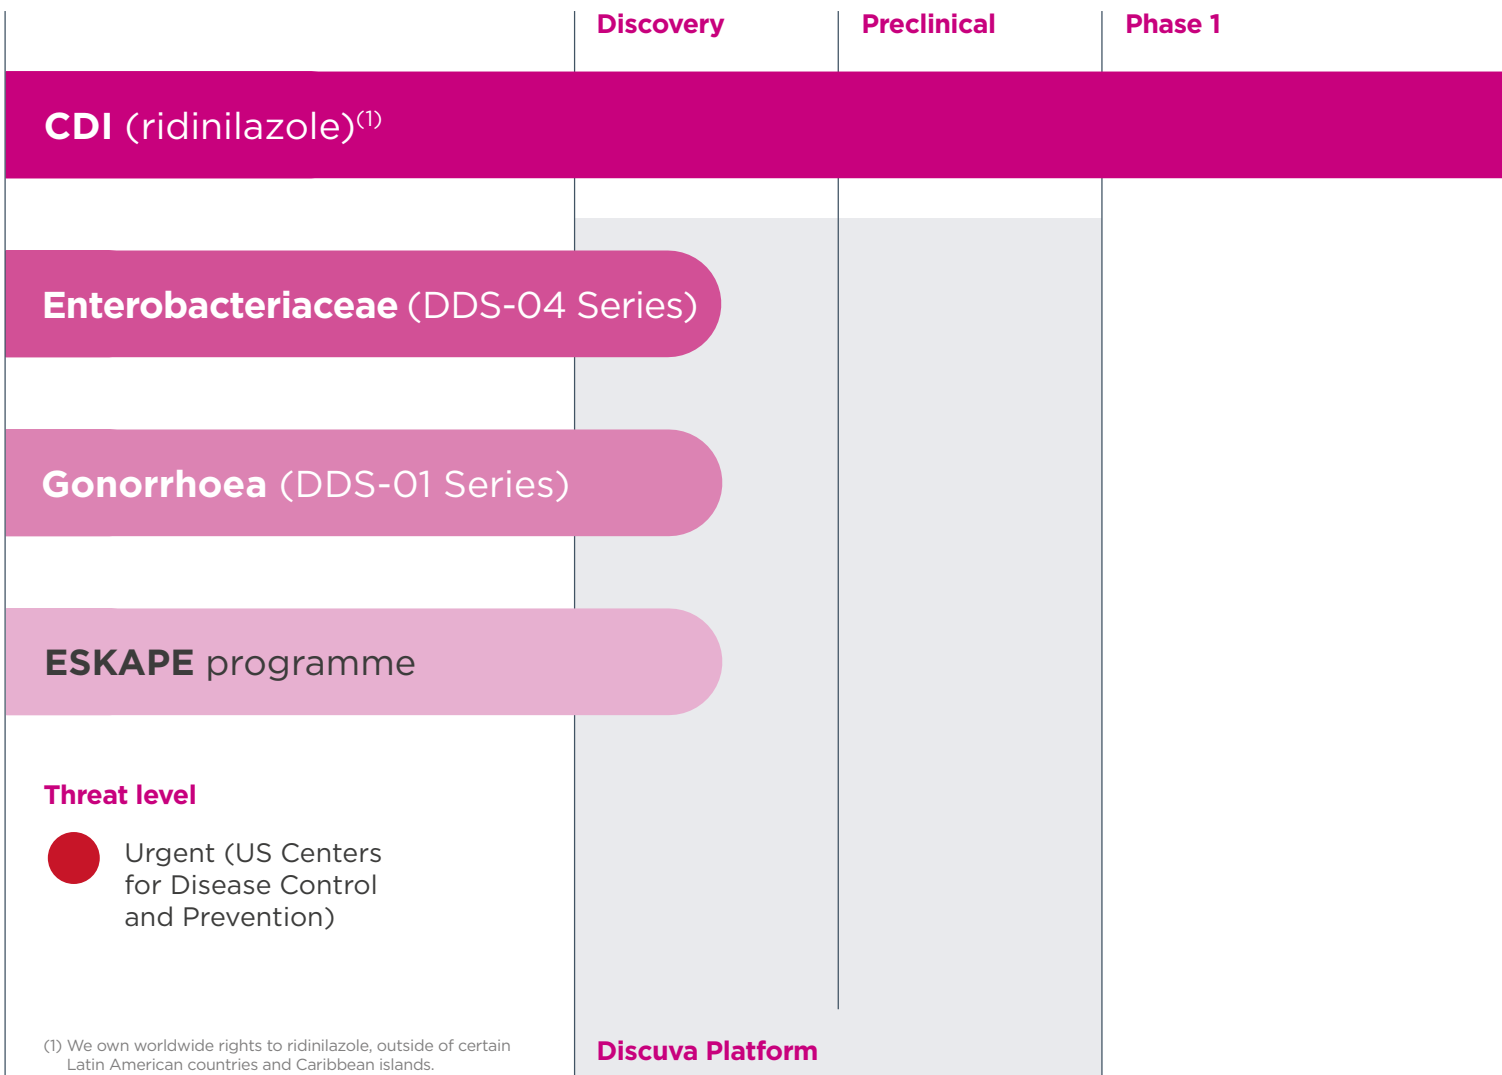 Discovery Preclinical Phase 1
CDI (ridinilazole)(1)
Enterobacteriaceae (DDS-04 Series)
Gonorrhoea (DDS-01 Series)
ESKAPE programme
Threat level
Urgent (US Centers
for Disease Control
and Prevention)
(1) We own worldwide rights to ridinilazole, outside of certain
Latin American countries and Caribbean islands.
Discuva Platform